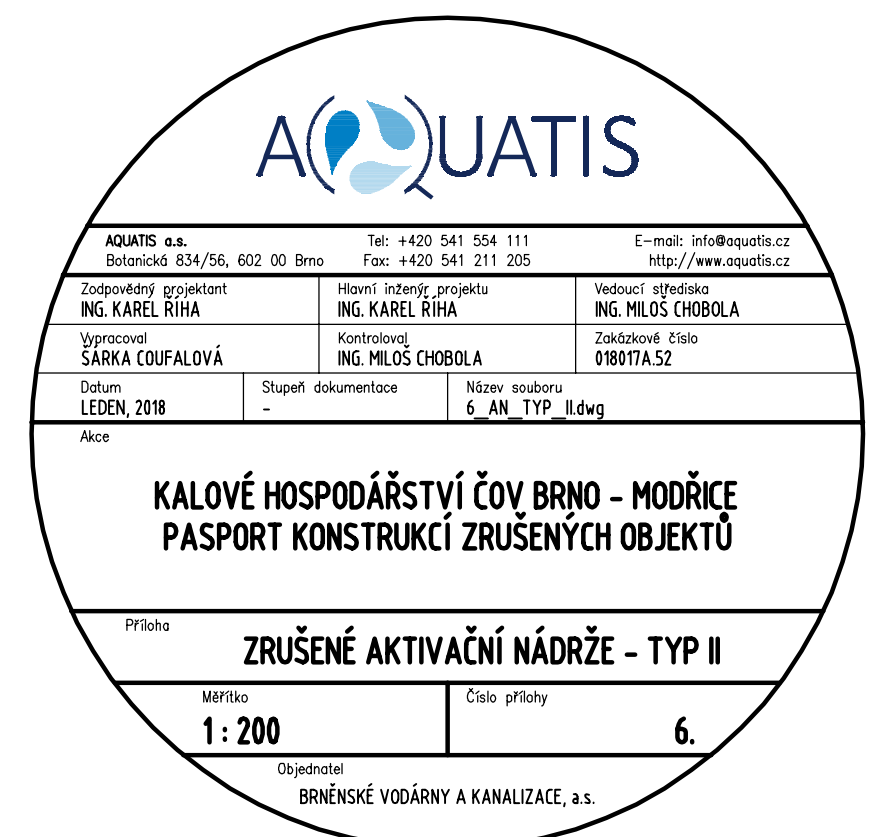 AQUATIS
AQUATIS a.s. Tel: +420 541 554 111 E-mail: info@aquatis.cz
Botanická 834/56, 602 00 Brno Fax: +420 541 211 205 http://www.aquatis.cz
Zodpovědný projektant Hlavní inženýr projektu Vedoucí střediska
ING. KAREL ŘÍHA ING. KAREL ŘÍHA ING. MILOŠ CHOBOLA
Vypracoval Kontroloval Zakázkové číslo
ŠÁRKA COUFALOVÁ ING. MILOŠ CHOBOLA 018017A.52
Datum Stupeň dokumentace Název souboru
LEDEN, 2018 - 6_AN_TYP_II.dwg
Akce
KALOVÉ HOSPODÁŘSTVÍ ČOV BRNO - MODŘICE
PASPORT KONSTRUKCÍ ZRUŠENÝCH OBJEKTŮ
Příloha
ZRUŠENÉ AKTIVAČNÍ NÁDRŽE - TYP II
Měřítko Číslo přílohy
1 : 200 6.
Objednatel
BRNĚNSKÉ VODÁRNY A KANALIZACE, a.s.